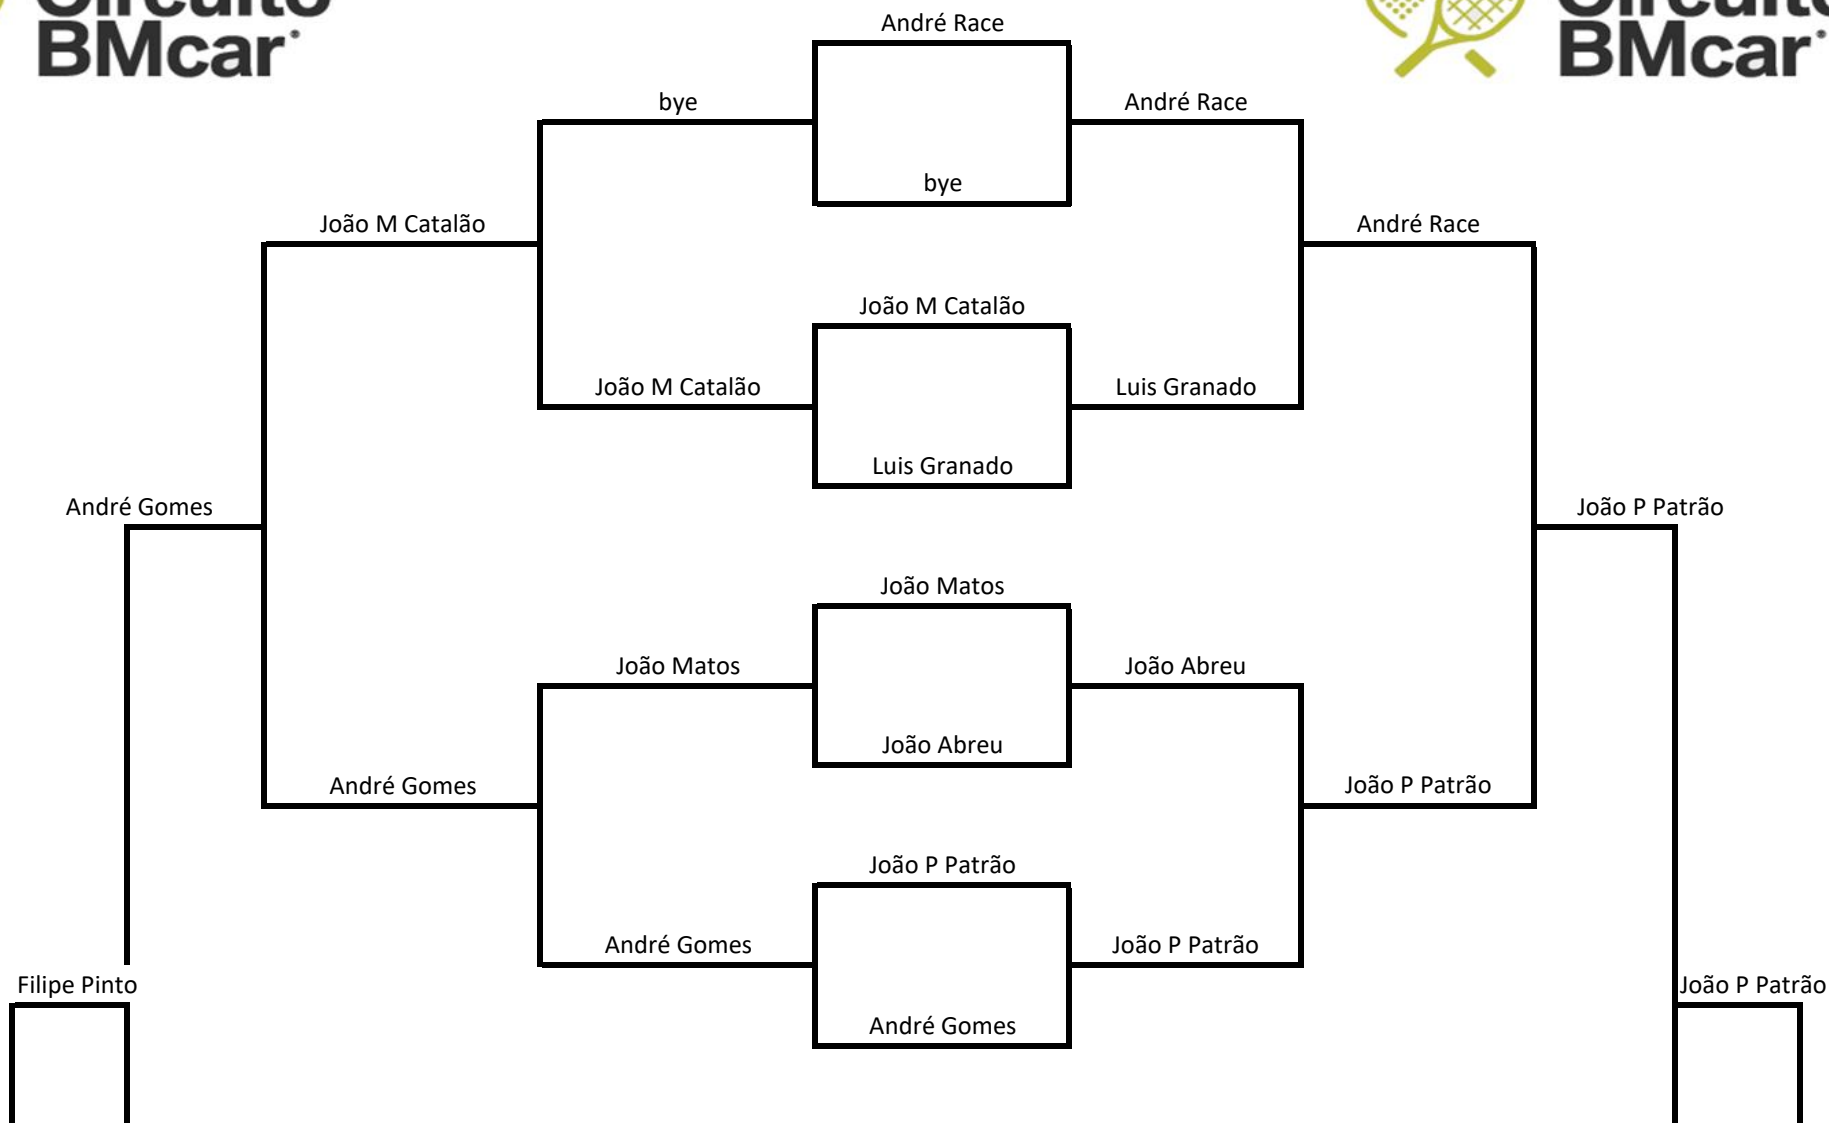 Circuito
BMcar
Circuito
BMcar
André Race
bye
André Race
bye
João M Catalão
André Race
João M Catalão
João M Catalão
Luis Granado
Luis Granado
André Gomes
João P Patrão
João Matos
João Matos
João Abreu
João Abreu
André Gomes
João P Patrão
João P Patrão
André Gomes
João P Patrão
Filipe Pinto
João P Patrão
André Gomes